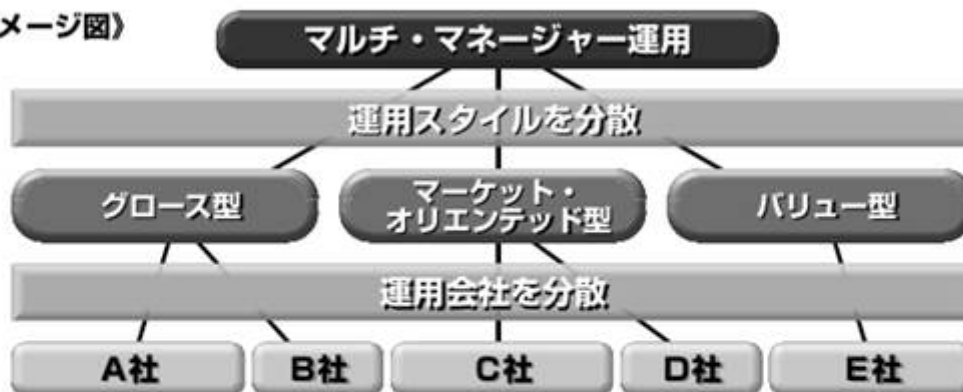 メージ図》
マルチ・マネージャー運用
運用スタイルを分散
グロース型
マーケット・
オリエンテッド型
バリュー型
運用会社を分散
A社
B社
C社
D社
E社